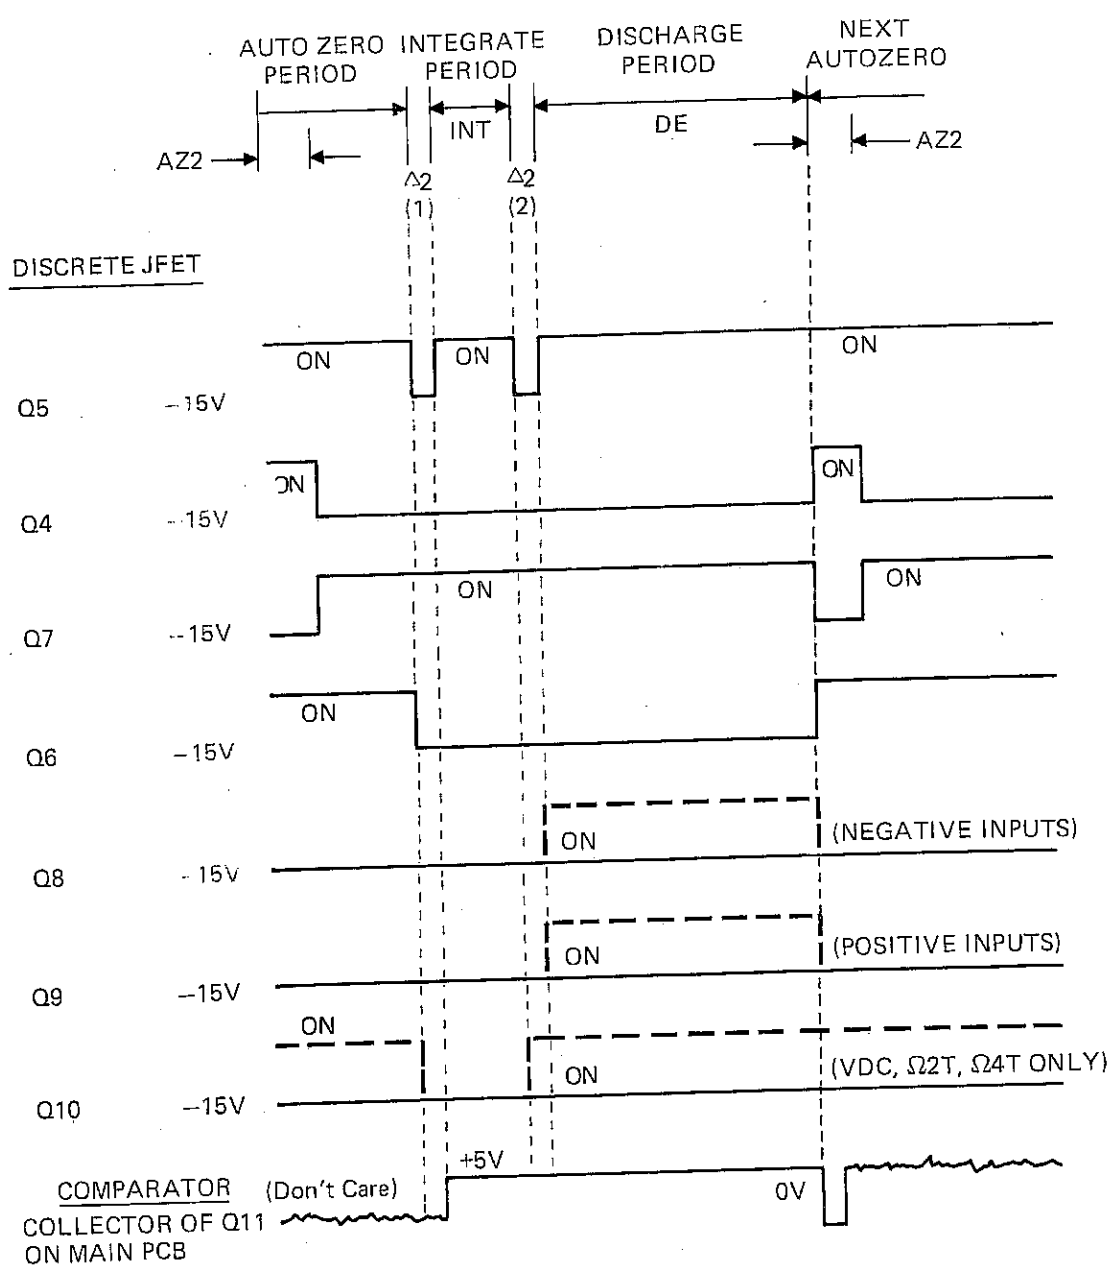 AUTO ZERO PERIOD
INTEGRATE PERIOD
DISCHARGE PERIOD
NEXT AUTOZERO
INT
DE
AZ2
AZ2
Δ2 (1)
Δ2 (2)
DISCRETE JFET
ON
ON
ON
Q5 -15V
ON
ON
Q4 -15V
ON
ON
Q7 -15V
ON
Q6 -15V
ON
(NEGATIVE INPUTS)
Q8 -15V
ON
(POSITIVE INPUTS)
Q9 -15V
ON
ON
(VDC, Ω2T, Ω4T ONLY)
Q10 -15V
+5V
0V
COMPARATOR (Don't Care)
COLLECTOR OF Q11
ON MAIN PCB